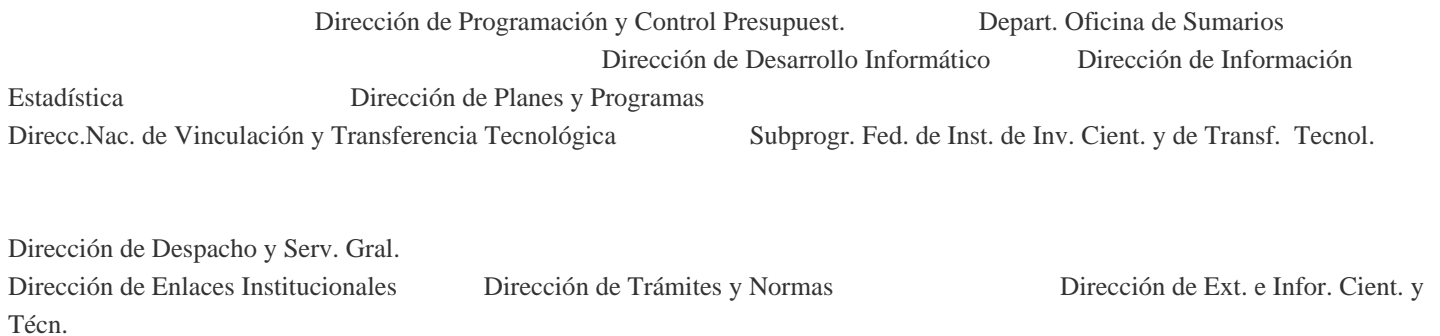 Dirección de Programación y Control Presupuest. Depart. Oficina de Sumarios
Dirección de Desarrollo Informático Dirección de Información
Estadística Dirección de Planes y Programas
Direcc.Nac. de Vinculación y Transferencia Tecnológica Subprogr. Fed. de Inst. de Inv. Cient. y de Transf. Tecnol.
Dirección de Despacho y Serv. Gral.
Dirección de Enlaces Institucionales Dirección de Trámites y Normas Dirección de Ext. e Infor. Cient. y
Técn.